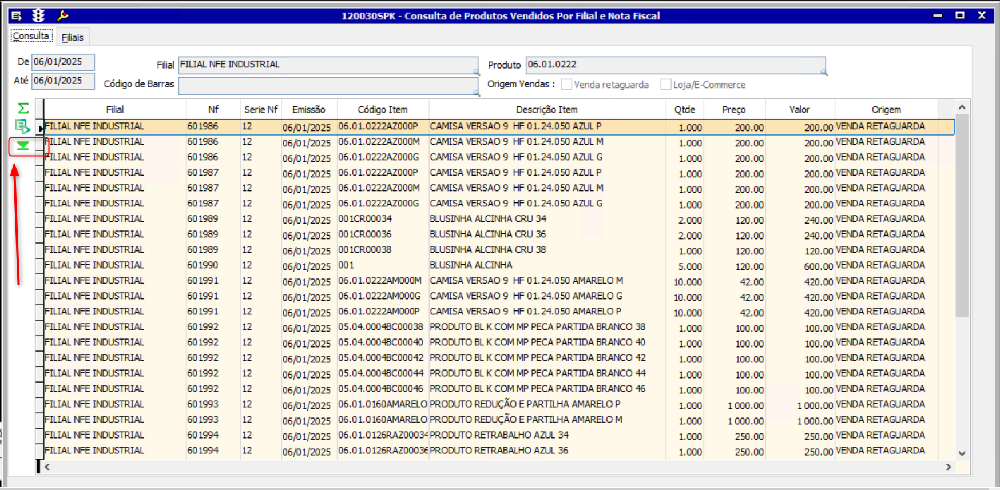 120030SPK - Consulta de Produtos Vendidos Por Filial e Nota Fiscal
Consulta Filiais
De 06/01/2025 Filial FILIAL NFE INDUSTRIAL Produto 06.01.0222
Até 06/01/2025 Código de Barras Origem Vendas : Venda retaguarda Loja/E-Commerce
Filial Nf Serie Nf Emissão Código Item Descrição Item Qtde Preço Valor Origem
FILIAL NFE INDUSTRIAL 601986 12 06/01/2025 06.01.0222AZ000P CAMISA VERSAO 9 HF 01.24.050 AZUL P 1.000 200.00 200.00 VENDA RETAGUARDA
FILIAL NFE INDUSTRIAL 601986 12 06/01/2025 06.01.0222AZ000M CAMISA VERSAO 9 HF 01.24.050 AZUL M 1.000 200.00 200.00 VENDA RETAGUARDA
FILIAL NFE INDUSTRIAL 601986 12 06/01/2025 06.01.0222AZ000G CAMISA VERSAO 9 HF 01.24.050 AZUL G 1.000 200.00 200.00 VENDA RETAGUARDA
FILIAL NFE INDUSTRIAL 601987 12 06/01/2025 06.01.0222AZ000P CAMISA VERSAO 9 HF 01.24.050 AZUL P 1.000 200.00 200.00 VENDA RETAGUARDA
FILIAL NFE INDUSTRIAL 601987 12 06/01/2025 06.01.0222AZ000M CAMISA VERSAO 9 HF 01.24.050 AZUL M 1.000 200.00 200.00 VENDA RETAGUARDA
FILIAL NFE INDUSTRIAL 601987 12 06/01/2025 06.01.0222AZ000G CAMISA VERSAO 9 HF 01.24.050 AZUL G 1.000 200.00 200.00 VENDA RETAGUARDA
FILIAL NFE INDUSTRIAL 601989 12 06/01/2025 001CR00034 BLUSINHA ALCINHA CRU 34 2.000 120.00 240.00 VENDA RETAGUARDA
FILIAL NFE INDUSTRIAL 601989 12 06/01/2025 001CR00036 BLUSINHA ALCINHA CRU 36 2.000 120.00 240.00 VENDA RETAGUARDA
FILIAL NFE INDUSTRIAL 601989 12 06/01/2025 001CR00038 BLUSINHA ALCINHA CRU 38 1.000 120.00 120.00 VENDA RETAGUARDA
FILIAL NFE INDUSTRIAL 601990 12 06/01/2025 001 BLUSINHA ALCINHA 5.000 120.00 600.00 VENDA RETAGUARDA
FILIAL NFE INDUSTRIAL 601991 12 06/01/2025 06.01.0222AM000M CAMISA VERSAO 9 HF 01.24.050 AMARELO M 10.000 42.00 420.00 VENDA RETAGUARDA
FILIAL NFE INDUSTRIAL 601991 12 06/01/2025 06.01.0222AM000G CAMISA VERSAO 9 HF 01.24.050 AMARELO G 10.000 42.00 420.00 VENDA RETAGUARDA
FILIAL NFE INDUSTRIAL 601991 12 06/01/2025 06.01.0222AM000P CAMISA VERSAO 9 HF 01.24.050 AMARELO P 10.000 42.00 420.00 VENDA RETAGUARDA
FILIAL NFE INDUSTRIAL 601992 12 06/01/2025 05.04.0004BC00038 PRODUTO BL K COM MP PECA PARTIDA BRANCO 38 1.000 100.00 100.00 VENDA RETAGUARDA
FILIAL NFE INDUSTRIAL 601992 12 06/01/2025 05.04.0004BC00040 PRODUTO BL K COM MP PECA PARTIDA BRANCO 40 1.000 100.00 100.00 VENDA RETAGUARDA
FILIAL NFE INDUSTRIAL 601992 12 06/01/2025 05.04.0004BC00042 PRODUTO BL K COM MP PECA PARTIDA BRANCO 42 1.000 100.00 100.00 VENDA RETAGUARDA
FILIAL NFE INDUSTRIAL 601992 12 06/01/2025 05.04.0004BC00044 PRODUTO BL K COM MP PECA PARTIDA BRANCO 44 1.000 100.00 100.00 VENDA RETAGUARDA
FILIAL NFE INDUSTRIAL 601992 12 06/01/2025 05.04.0004BC00046 PRODUTO BL K COM MP PECA PARTIDA BRANCO 46 1.000 100.00 100.00 VENDA RETAGUARDA
FILIAL NFE INDUSTRIAL 601993 12 06/01/2025 06.01.0160AMARELO PRODUTO REDUÇÃO E PARTILHA AMARELO P 1.000 1 000.00 1 000.00 VENDA RETAGUARDA
FILIAL NFE INDUSTRIAL 601993 12 06/01/2025 06.01.0160AMARELO PRODUTO REDUÇÃO E PARTILHA AMARELO M 1.000 1 000.00 1 000.00 VENDA RETAGUARDA
FILIAL NFE INDUSTRIAL 601994 12 06/01/2025 06.01.0126RAZ00034 PRODUTO RETRABALHO AZUL 34 1.000 250.00 250.00 VENDA RETAGUARDA
FILIAL NFE INDUSTRIAL 601994 12 06/01/2025 06.01.0126RAZ00036 PRODUTO RETRABALHO AZUL 36 1.000 250.00 250.00 VENDA RETAGUARDA